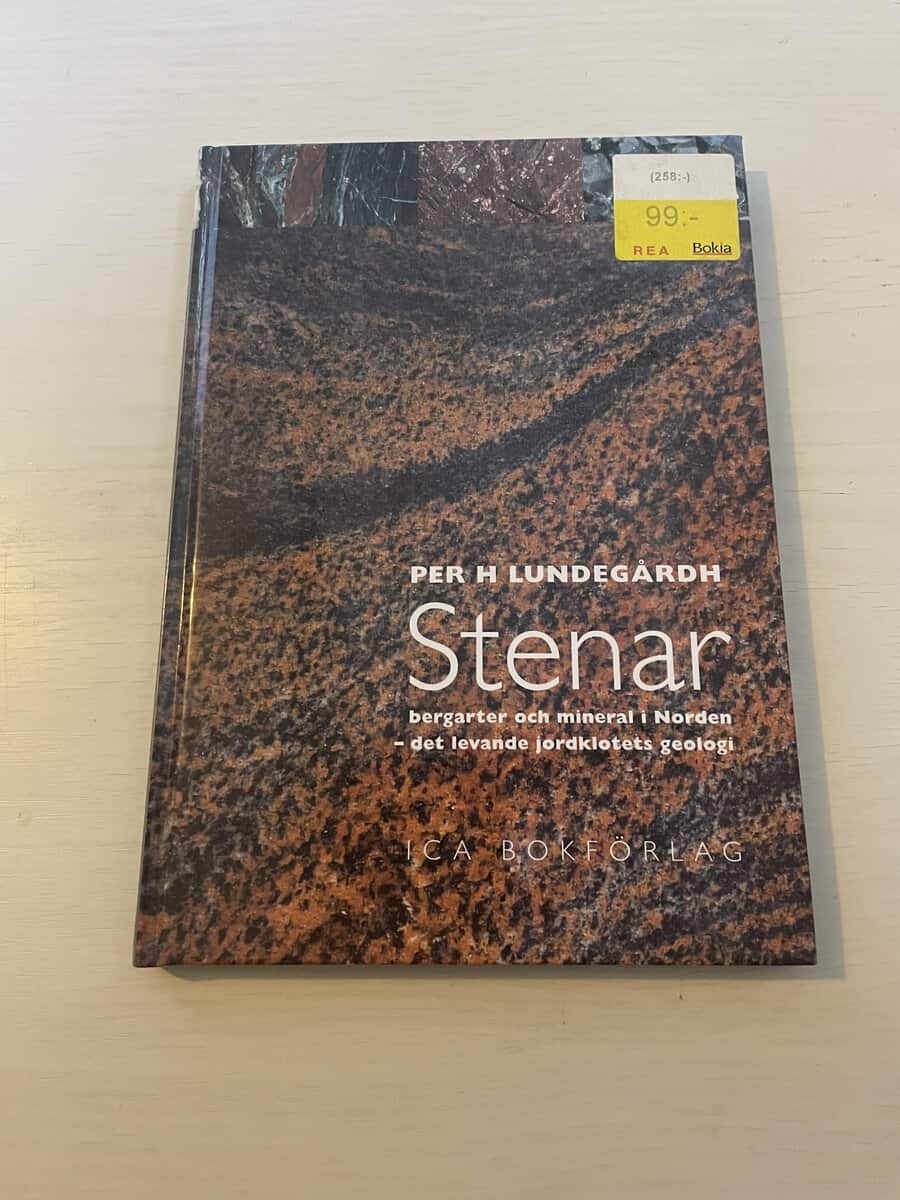 (258:-)
99:-
REA Bokia
PER H LUNDEGÅRDH
Stenar
bergarter och mineral i Norden
– det levande jordklotets geologi
ICA BOKFÖRLAG